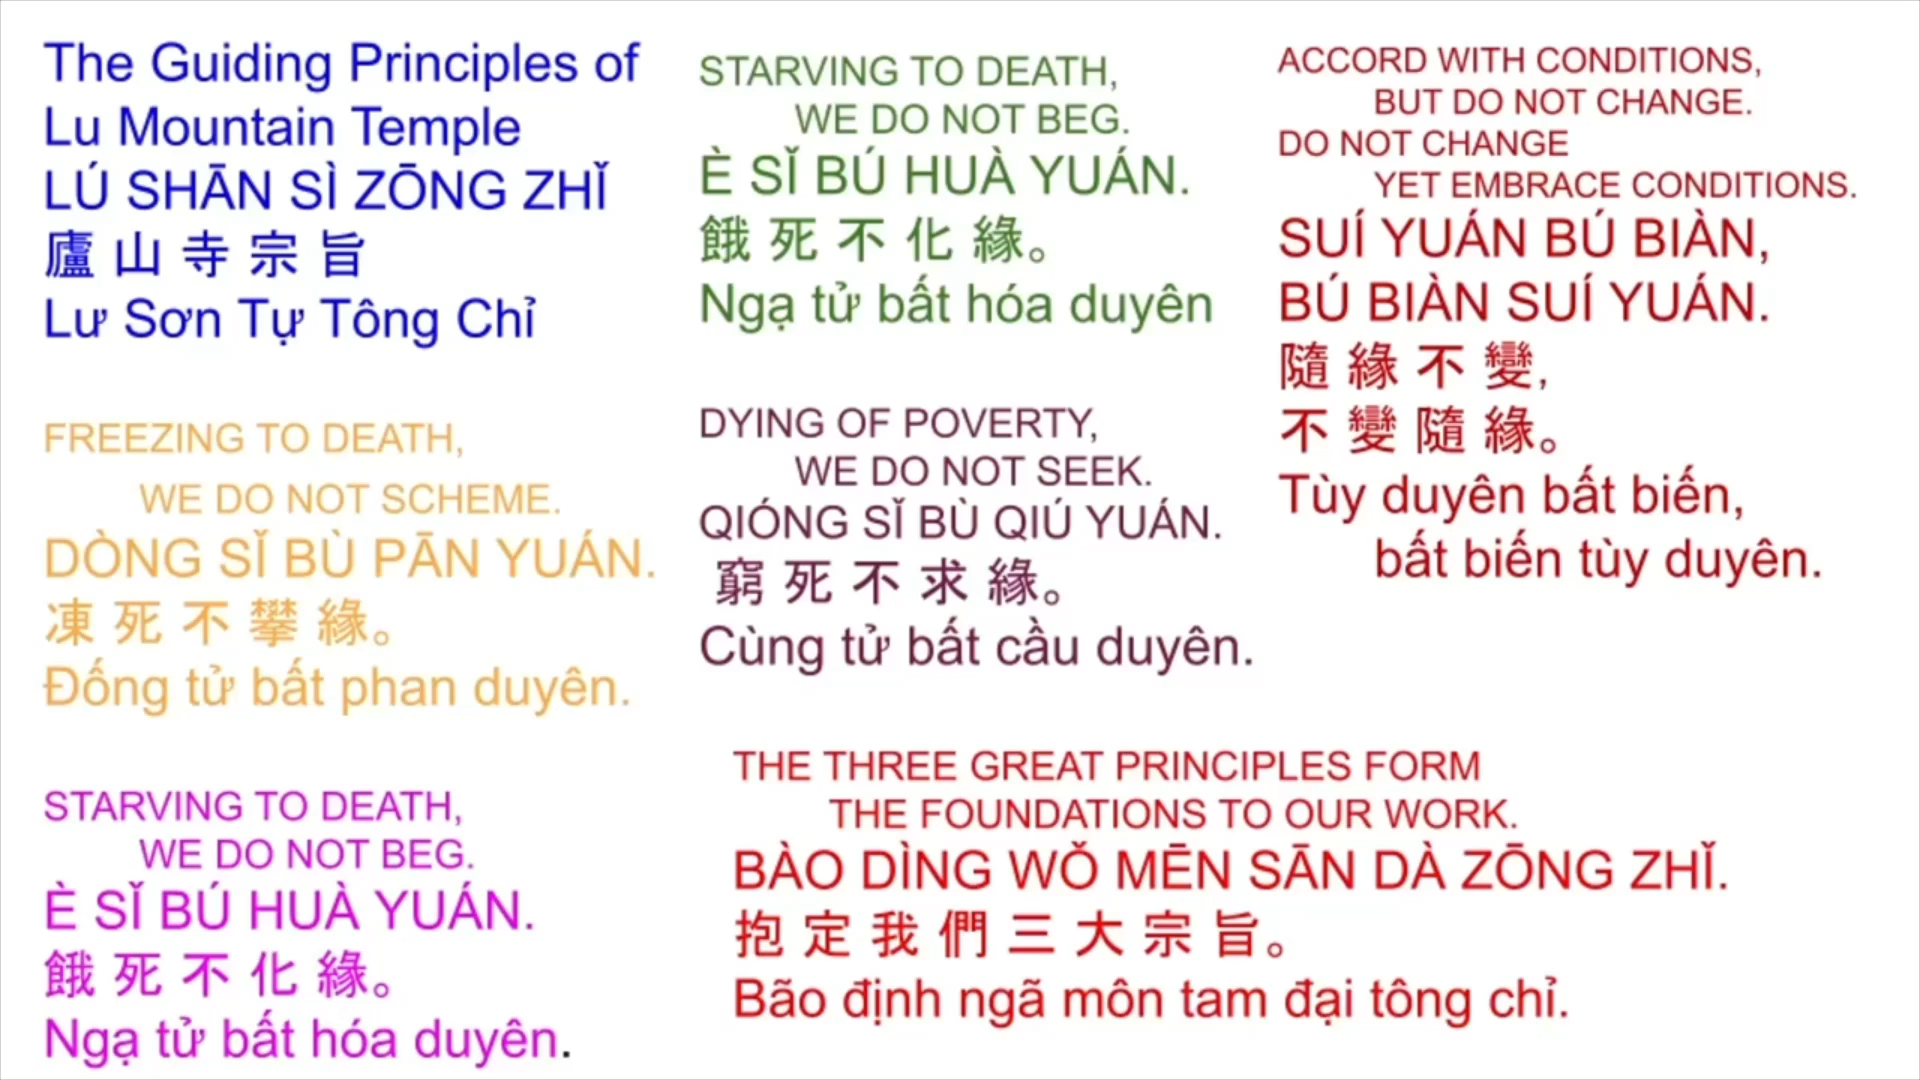 The Guiding Principles of
Lu Mountain Temple
LÚ SHĀN SÌ ZŌNG ZHǏ
廬 山 寺 宗 旨
Lư Sơn Tự Tông Chỉ
FREEZING TO DEATH,
WE DO NOT SCHEME.
DÒNG SǏ BÙ PĀN YUÁN.
凍 死 不 攀 緣。
Đống tử bất phan duyên.
STARVING TO DEATH,
WE DO NOT BEG.
È SǏ BÚ HUÀ YUÁN.
餓 死 不 化 緣。
Ngạ tử bất hóa duyên.
STARVING TO DEATH,
WE DO NOT BEG.
È SǏ BÚ HUÀ YUÁN.
餓 死 不 化 緣。
Ngạ tử bất hóa duyên
DYING OF POVERTY,
WE DO NOT SEEK.
QIÓNG SǏ BÙ QIÚ YUÁN.
窮 死 不 求 緣。
Cùng tử bất cầu duyên.
ACCORD WITH CONDITIONS,
BUT DO NOT CHANGE.
DO NOT CHANGE
YET EMBRACE CONDITIONS.
SUÍ YUÁN BÚ BIÀN,
BÚ BIÀN SUÍ YUÁN.
隨 緣 不 變,
不 變 隨 緣。
Tùy duyên bất biến,
bất biến tùy duyên.
THE THREE GREAT PRINCIPLES FORM
THE FOUNDATIONS TO OUR WORK.
BÀO DÌNG WǑ MĒN SĀN DÀ ZŌNG ZHǏ.
抱 定 我 們 三 大 宗 旨。
Bão định ngã môn tam đại tông chỉ.